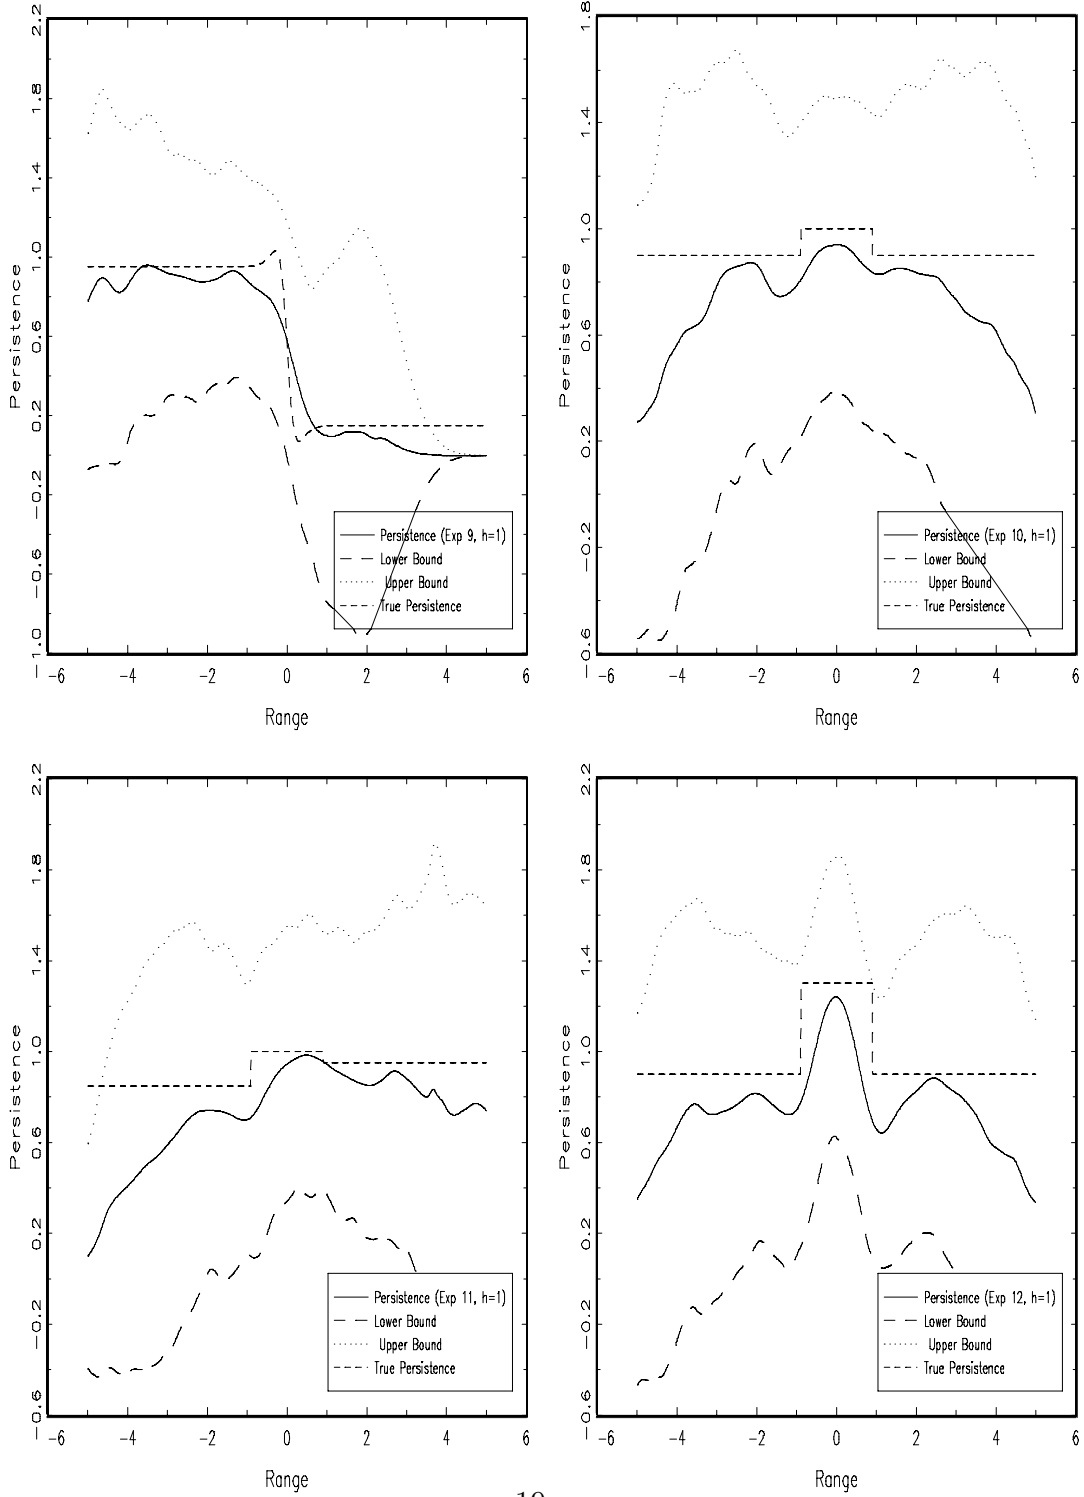 2.2
1.8
1.4
1.0
0.6
0.2
−0.2
−0.6
−1.0
Persistence
Persistence (Exp 9, h=1)
Lower Bound
Upper Bound
True Persistence
−6 −4 −2 0 2 4 6
Range
1.8
1.4
1.0
0.6
0.2
−0.2
−0.6
Persistence
Persistence (Exp 10, h=1)
Lower Bound
Upper Bound
True Persistence
−6 −4 −2 0 2 4 6
Range
2.2
1.8
1.4
1.0
0.6
0.2
−0.2
−0.6
Persistence
Persistence (Exp 11, h=1)
Lower Bound
Upper Bound
True Persistence
−6 −4 −2 0 2 4 6
Range
2.2
1.8
1.4
1.0
0.6
0.2
−0.2
−0.6
Persistence
Persistence (Exp 12, h=1)
Lower Bound
Upper Bound
True Persistence
−6 −4 −2 0 2 4 6
Range